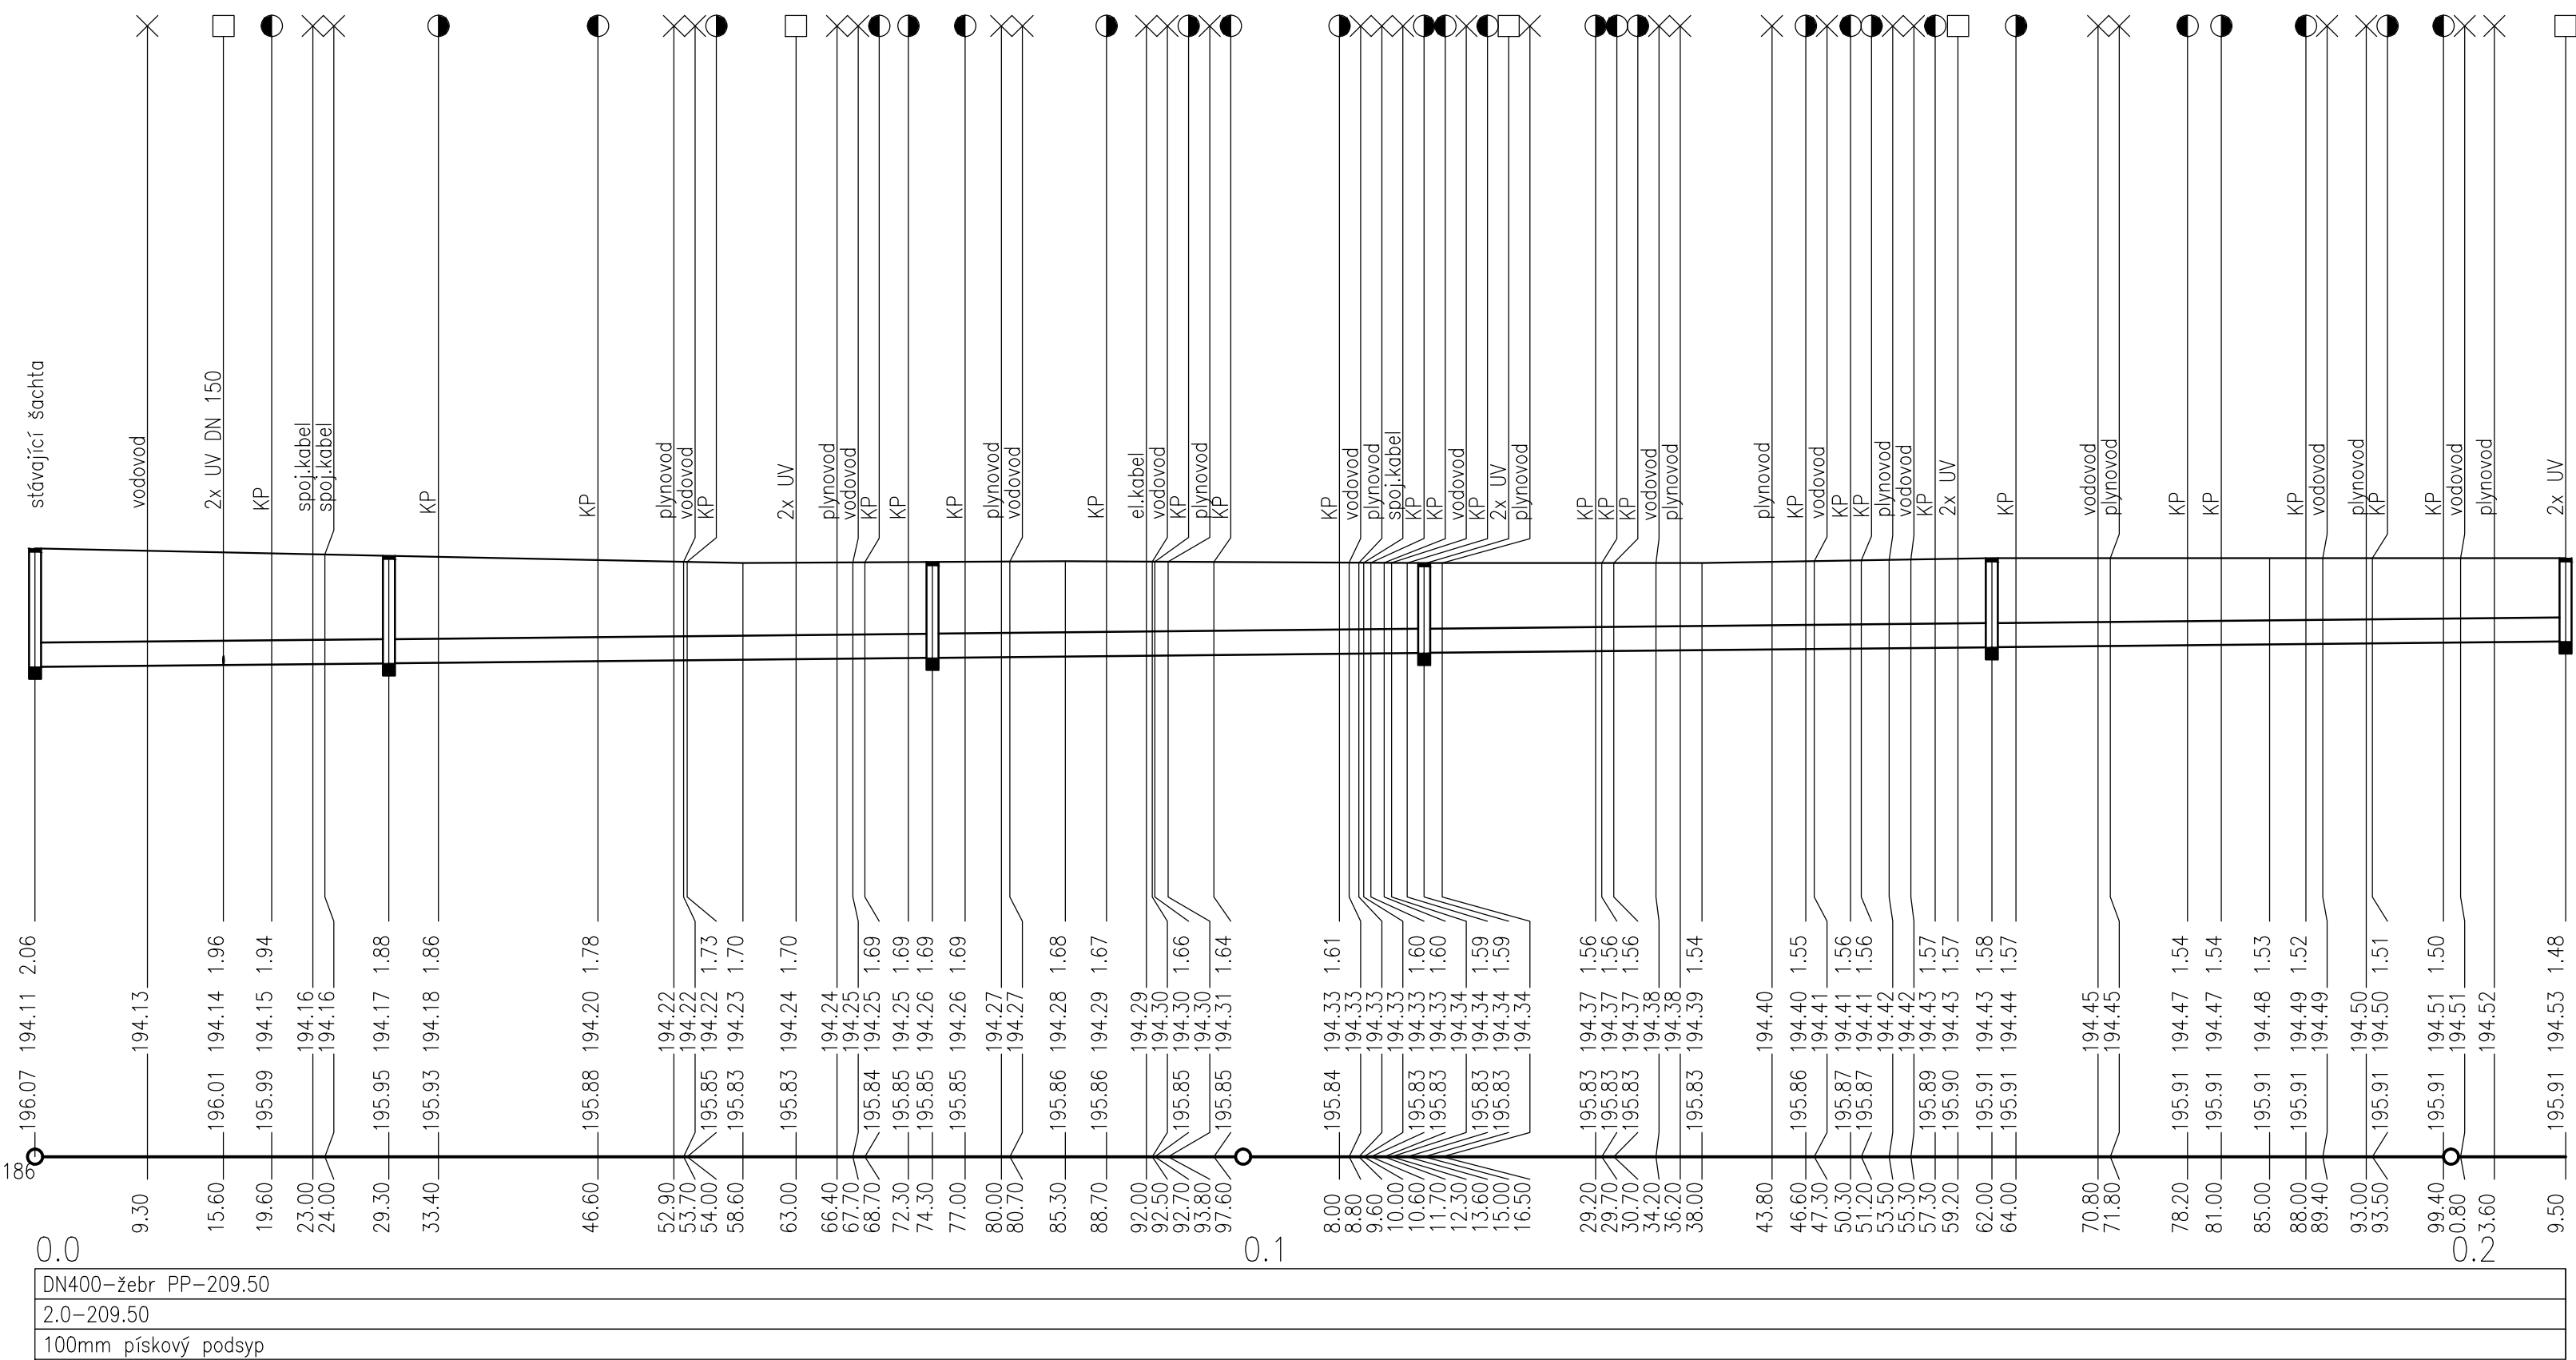 stávající šachta
vodovod
2x UV DN 150
KP
spoj.kabel
spoj.kabel
KP
KP
plynovod
vodovod
KP
2x UV
plynovod
vodovod
KP
KP
KP
plynovod
vodovod
KP
el.kabel
vodovod
KP
plynovod
KP
KP
vodovod
plynovod
spoj.kabel
KP
KP
vodovod
KP
2x UV
plynovod
KP
KP
KP
vodovod
plynovod
plynovod
KP
vodovod
KP
KP
plynovod
vodovod
KP
2x UV
KP
vodovod
plynovod
KP
KP
KP
vodovod
plynovod
KP
KP
vodovod
plynovod
2x UV
2.06 1.96 1.94 1.88 1.86 1.78 1.73 1.70 1.70 1.69 1.69 1.69 1.69 1.68 1.67 1.66 1.64 1.61 1.60 1.60 1.59 1.59 1.56 1.56 1.56 1.54 1.55 1.56 1.56 1.57 1.57 1.58 1.57 1.54 1.54 1.53 1.52 1.51 1.50 1.48
194.11 194.13 194.14 194.15 194.16 194.16 194.17 194.18 194.20 194.22 194.22 194.22 194.23 194.24 194.24 194.25 194.25 194.25 194.26 194.26 194.27 194.27 194.28 194.29 194.29 194.30 194.30 194.30 194.31 194.33 194.33 194.33 194.33 194.33 194.33 194.34 194.34 194.34 194.34 194.37 194.37 194.37 194.38 194.38 194.39 194.40 194.40 194.41 194.41 194.41 194.42 194.42 194.43 194.43 194.43 194.44 194.45 194.45 194.47 194.47 194.48 194.49 194.49 194.50 194.50 194.51 194.51 194.52 194.53
196.07 196.01 195.99 195.95 195.93 195.88 195.85 195.83 195.83 195.84 195.85 195.85 195.85 195.86 195.86 195.85 195.85 195.84 195.83 195.83 195.83 195.83 195.83 195.83 195.83 195.83 195.86 195.87 195.87 195.89 195.90 195.91 195.91 195.91 195.91 195.91 195.91 195.91 195.91 195.91
186
9.30 15.60 19.60 23.00 24.00 29.30 33.40 46.60 52.90 53.70 54.00 58.60 63.00 66.40 67.70 68.70 72.30 74.30 77.00 80.00 80.70 85.30 88.70 92.00 92.50 92.70 93.80 97.60 8.00 8.80 9.60 10.00 10.60 11.70 12.30 13.60 15.00 16.50 29.20 29.70 30.70 34.20 36.20 38.00 43.80 46.60 47.30 50.30 51.20 53.50 55.30 57.30 59.20 62.00 64.00 70.80 71.80 78.20 81.00 85.00 88.00 89.40 93.00 93.50 99.40 0.80 3.60 9.50
0.0 0.1 0.2
DN400-žebr PP-209.50
2.0-209.50
100mm pískový podsyp